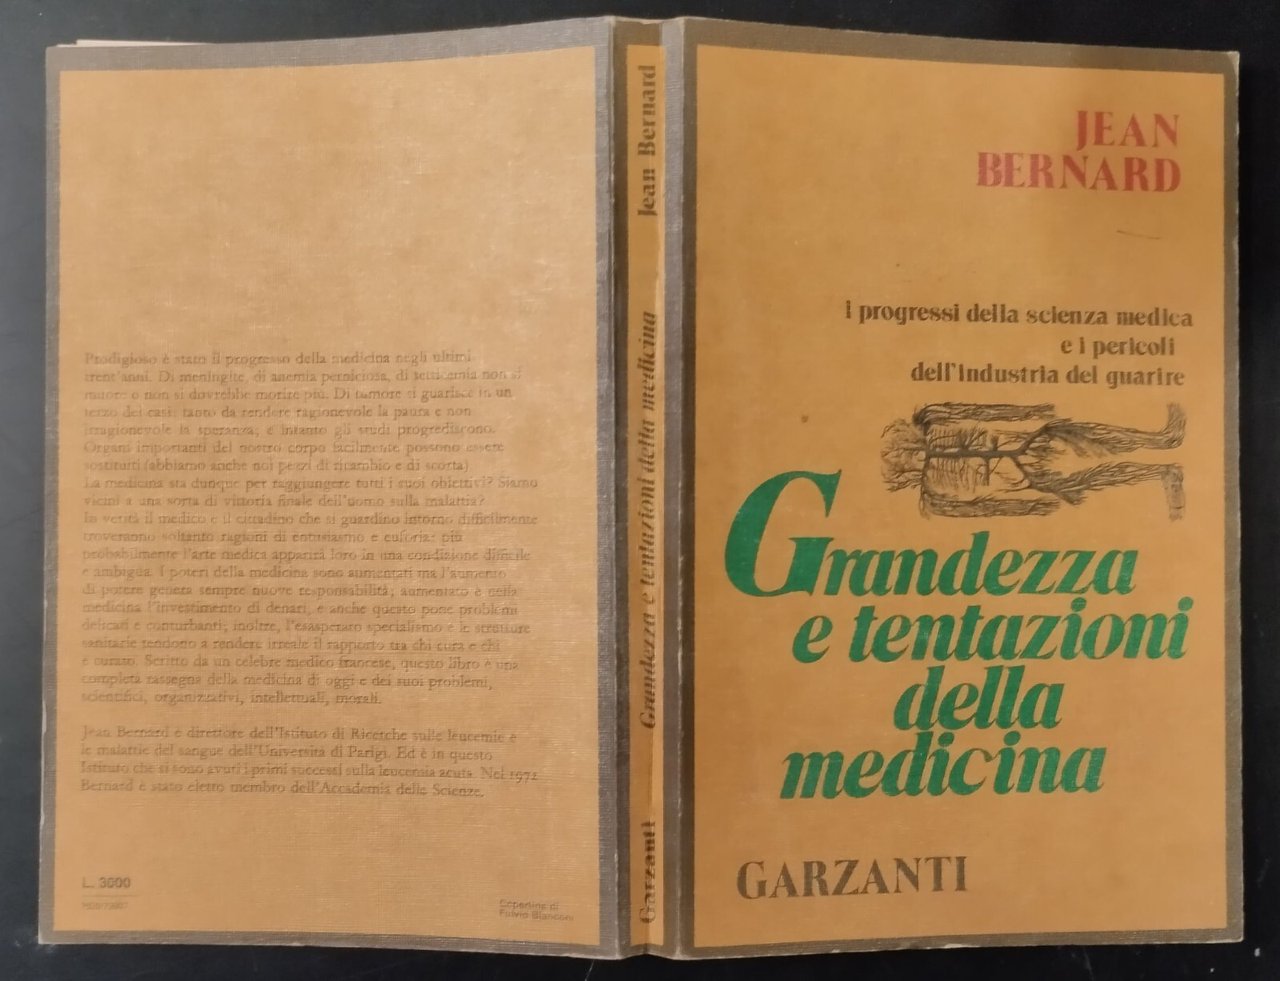 Prodigioso è stato il progresso della medicina negli ultimi
trent'anni. Di meningite, di anemia perniciosa, di setticemia non si
muore o non si dovrebbe morire più. Di tumore si guarisce in un
terzo dei casi: tanto da rendere ragionevole la paura e non
irragionevole la speranza; e intanto gli studi progrediscono.
Organi importanti del nostro corpo facilmente possono essere
sostituiti (abbiamo anche noi pezzi di ricambio e di scorta).
La medicina sta dunque per raggiungere tutti i suoi obiettivi? Siamo
vicini a una sorta di vittoria finale dell'uomo sulla malattia?
In verità il medico e il cittadino che si guardino intorno difficilmente
troveranno soltanto ragioni di entusiasmo e euforia: più
probabilmente l'arte medica apparirà loro in una condizione difficile
e ambigua. I poteri della medicina sono aumentati ma l'aumento
di potere genera sempre nuove responsabilità; aumentato è nella
medicina l'investimento di denari, e anche questo pone problemi
delicati e conturbanti; inoltre, l'esasperato specialismo e le strutture
sanitarie tendono a rendere irreale il rapporto tra chi cura e chi
è curato. Scritto da un celebre medico francese, questo libro è una
completa rassegna della medicina di oggi e dei suoi problemi,
scientifici, organizzativi, intellettuali, morali.
Jean Bernard è direttore dell'Istituto di Ricerche sulle leucemie e
le malattie del sangue dell'Università di Parigi. Ed è in questo
Istituto che si sono avuti i primi successi sulla leucemia acuta. Nel 1972
Bernard è stato eletto membro dell'Accademia delle Scienze.
L. 3000
Copertina di
Fulvio Bianconi
Jean Bernard
Grandezza e tentazioni della medicina
Garzanti
JEAN
BERNARD
i progressi della scienza medica
e i pericoli
dell'industria del guarire
Grandezza
e tentazioni
della
medicina
GARZANTI